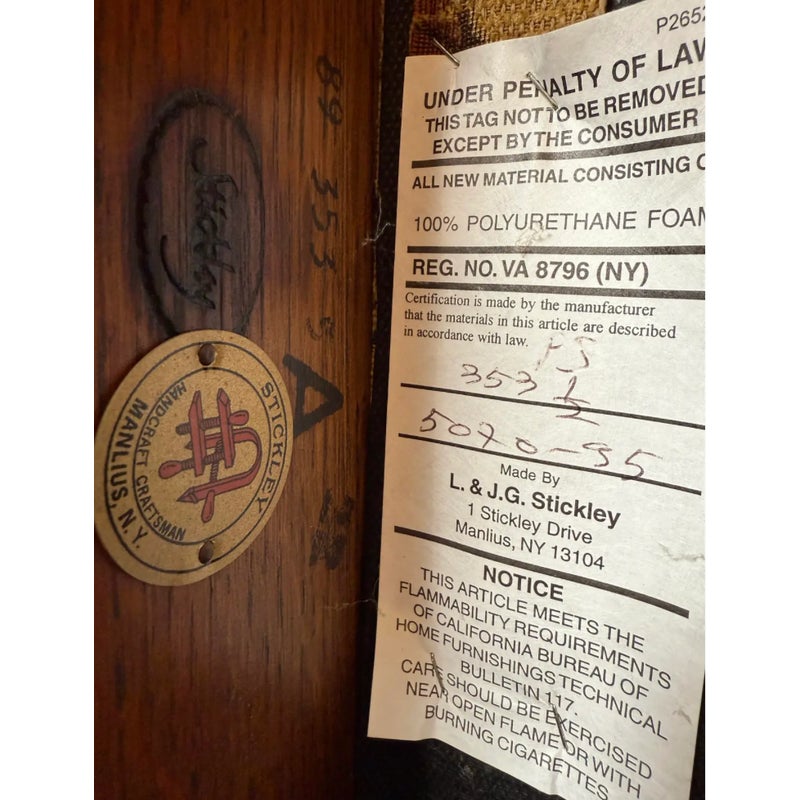 Stickley
89 353 5
A
STICKLEY
HANDCRAFT CRAFTSMAN
MANLIUS, N.Y.
P2652
UNDER PENALTY OF LAW
THIS TAG NOT TO BE REMOVED
EXCEPT BY THE CONSUMER
ALL NEW MATERIAL CONSISTING O
100% POLYURETHANE FOAM
REG. NO. VA 8796 (NY)
Certification is made by the manufacturer
that the materials in this article are described
in accordance with law.
353 1/2
5070-95
Made By
L. & J.G. Stickley
1 Stickley Drive
Manlius, NY 13104
NOTICE
THIS ARTICLE MEETS THE
FLAMMABILITY REQUIREMENTS
OF CALIFORNIA BUREAU OF
HOME FURNISHINGS TECHNICAL
BULLETIN 117.
CARE SHOULD BE EXERCISED
NEAR OPEN FLAME OR WITH
BURNING CIGARETTES